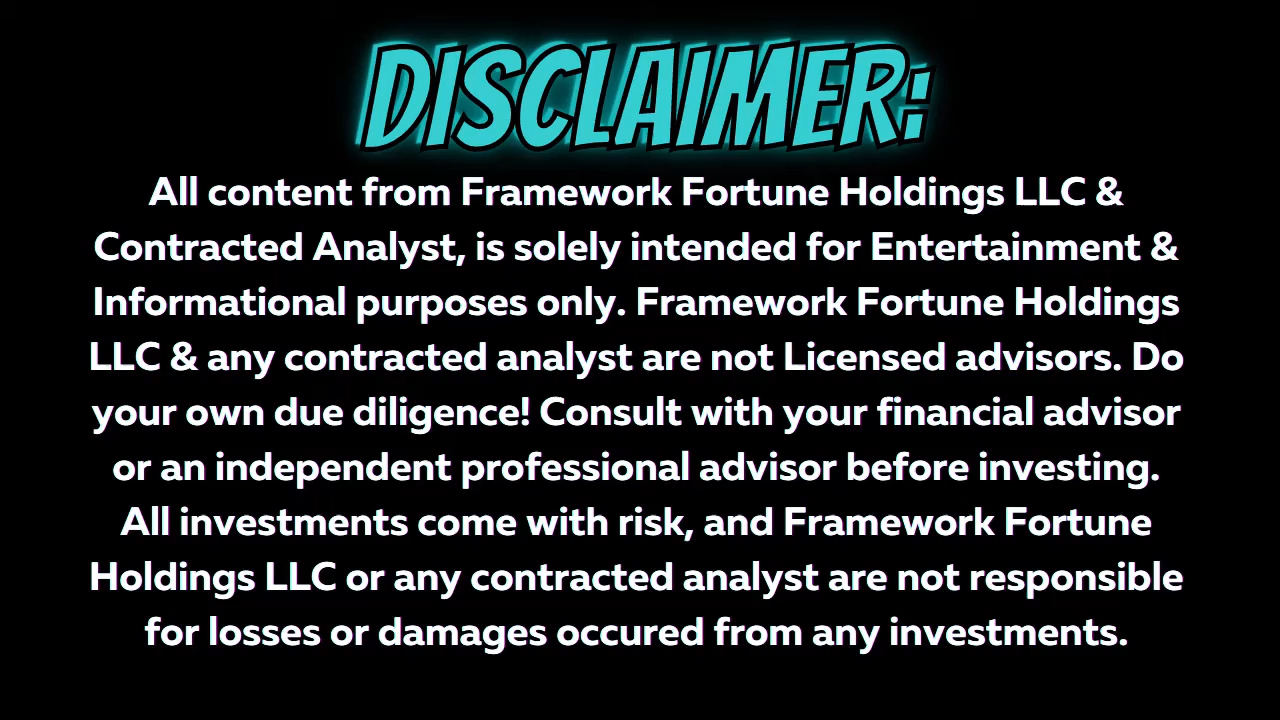 DISCLAIMER:
All content from Framework Fortune Holdings LLC &
Contracted Analyst, is solely intended for Entertainment &
Informational purposes only. Framework Fortune Holdings
LLC & any contracted analyst are not Licensed advisors. Do
your own due diligence! Consult with your financial advisor
or an independent professional advisor before investing.
All investments come with risk, and Framework Fortune
Holdings LLC or any contracted analyst are not responsible
for losses or damages occured from any investments.